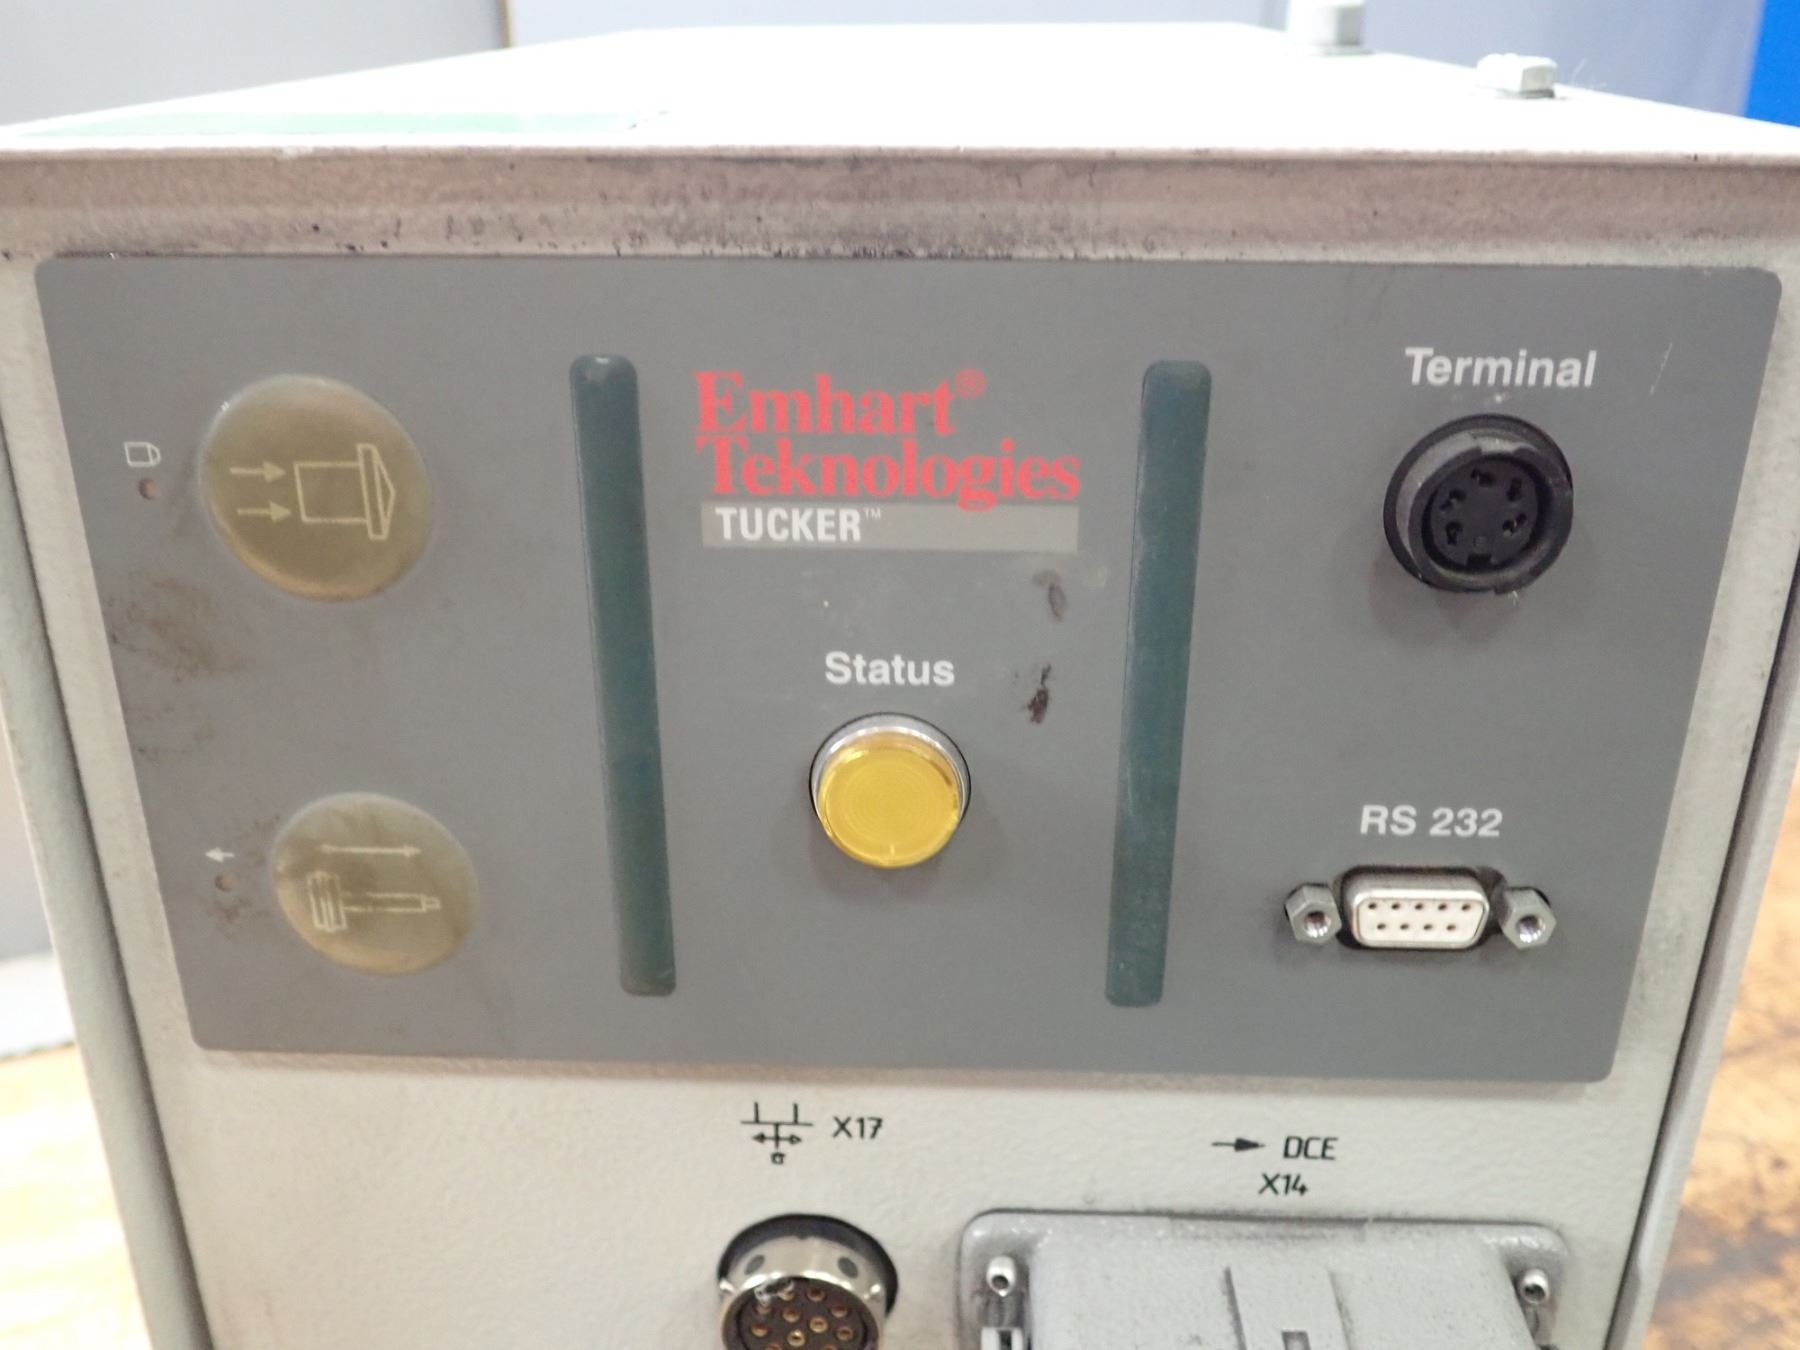 Emhart®
Teknologies
TUCKER™
Terminal
Status
RS 232
X17
DCE
X14